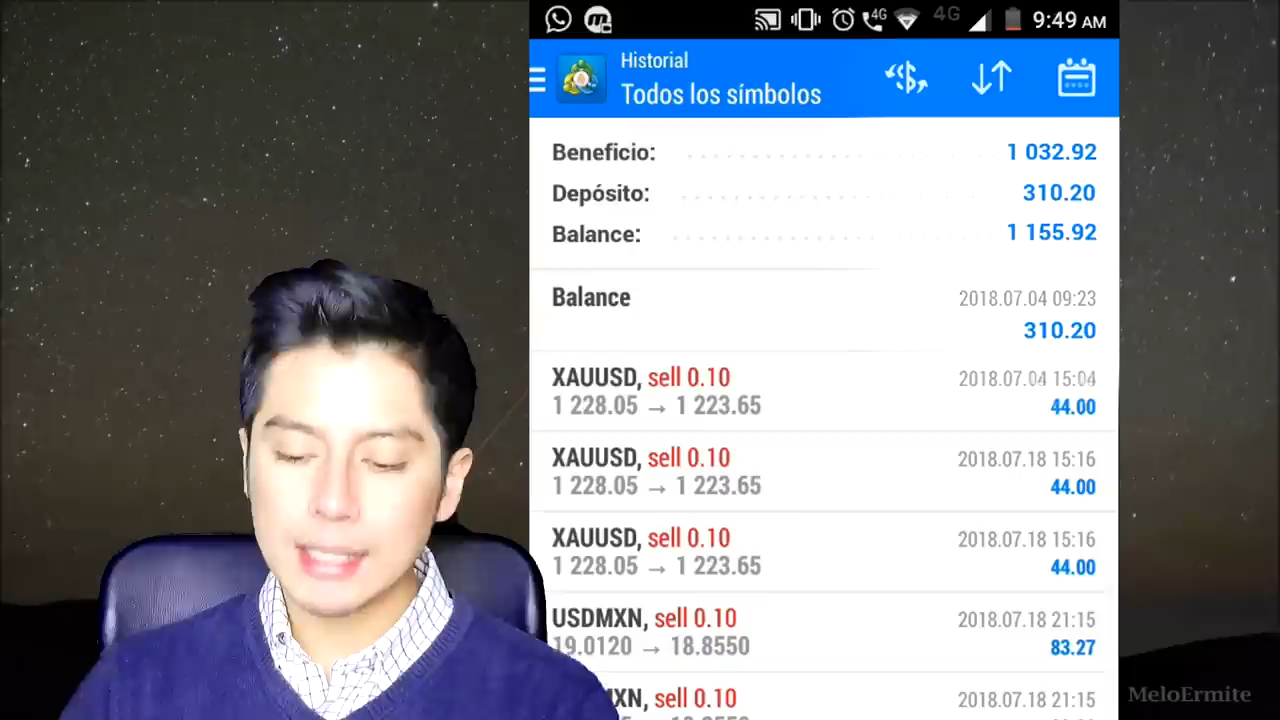 4G
4G
9:49 AM
Historial
Todos los símbolos
Beneficio: 1 032.92
Depósito: 310.20
Balance: 1 155.92
Balance 2018.07.04 09:23
310.20
XAUUSD, sell 0.10 2018.07.04 15:04
1 228.05 → 1 223.65 44.00
XAUUSD, sell 0.10 2018.07.18 15:16
1 228.05 → 1 223.65 44.00
XAUUSD, sell 0.10 2018.07.18 15:16
1 228.05 → 1 223.65 44.00
USDMXN, sell 0.10 2018.07.18 21:15
19.0120 → 18.8550 83.27
MXN, sell 0.10 2018.07.18 21:15
MeloErmite